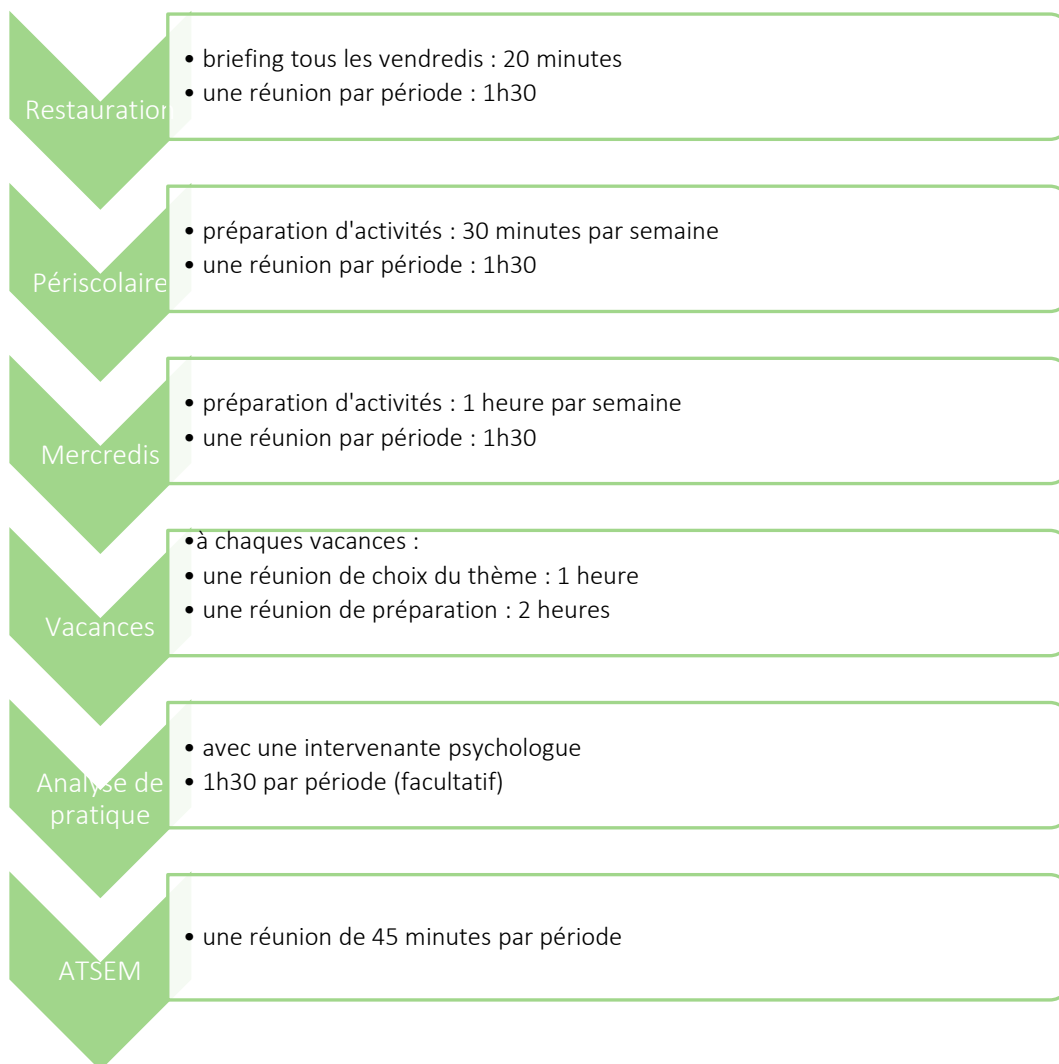 Restauration
• briefing tous les vendredis : 20 minutes
• une réunion par période : 1h30
Périscolaire
• préparation d'activités : 30 minutes par semaine
• une réunion par période : 1h30
Mercredis
• préparation d'activités : 1 heure par semaine
• une réunion par période : 1h30
Vacances
•à chaques vacances :
• une réunion de choix du thème : 1 heure
• une réunion de préparation : 2 heures
Analyse de
pratique
• avec une intervenante psychologue
• 1h30 par période (facultatif)
ATSEM
• une réunion de 45 minutes par période